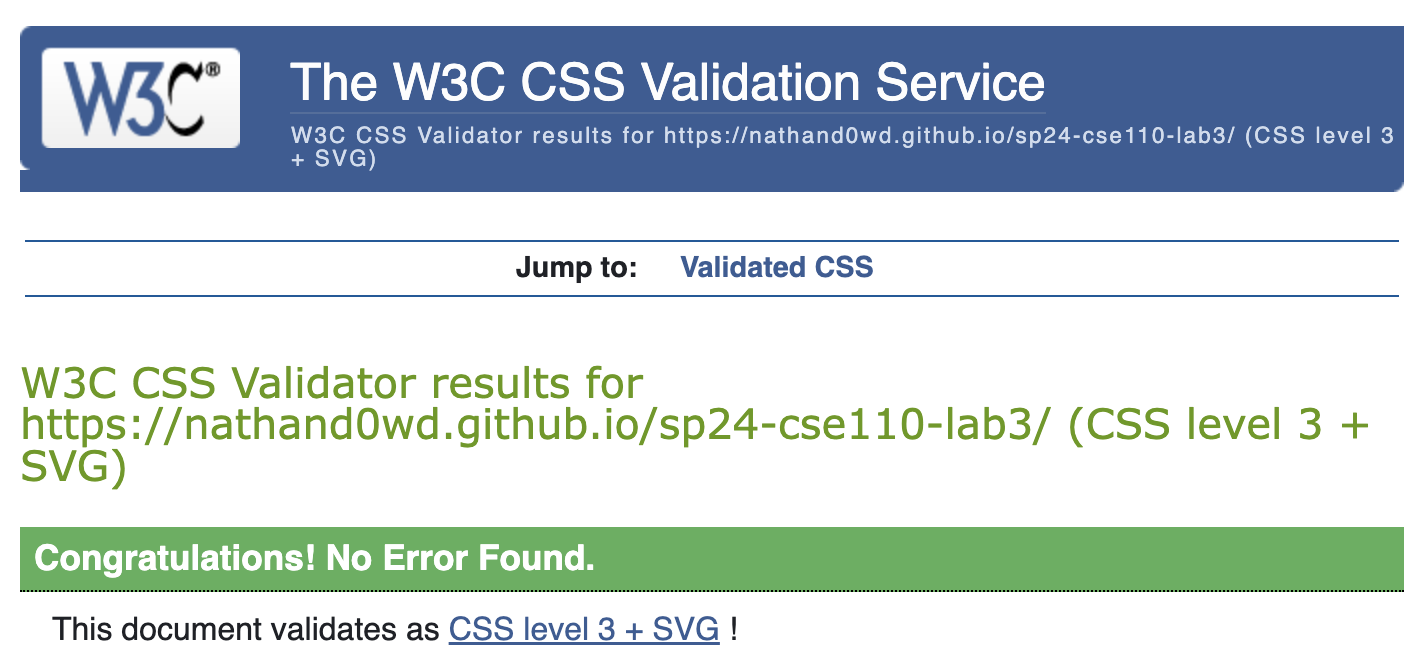 W3C®
The W3C CSS Validation Service
W3C CSS Validator results for https://nathand0wd.github.io/sp24-cse110-lab3/ (CSS level 3
+ SVG)
Jump to: Validated CSS
W3C CSS Validator results for
https://nathand0wd.github.io/sp24-cse110-lab3/ (CSS level 3 +
SVG)
Congratulations! No Error Found.
This document validates as CSS level 3 + SVG !